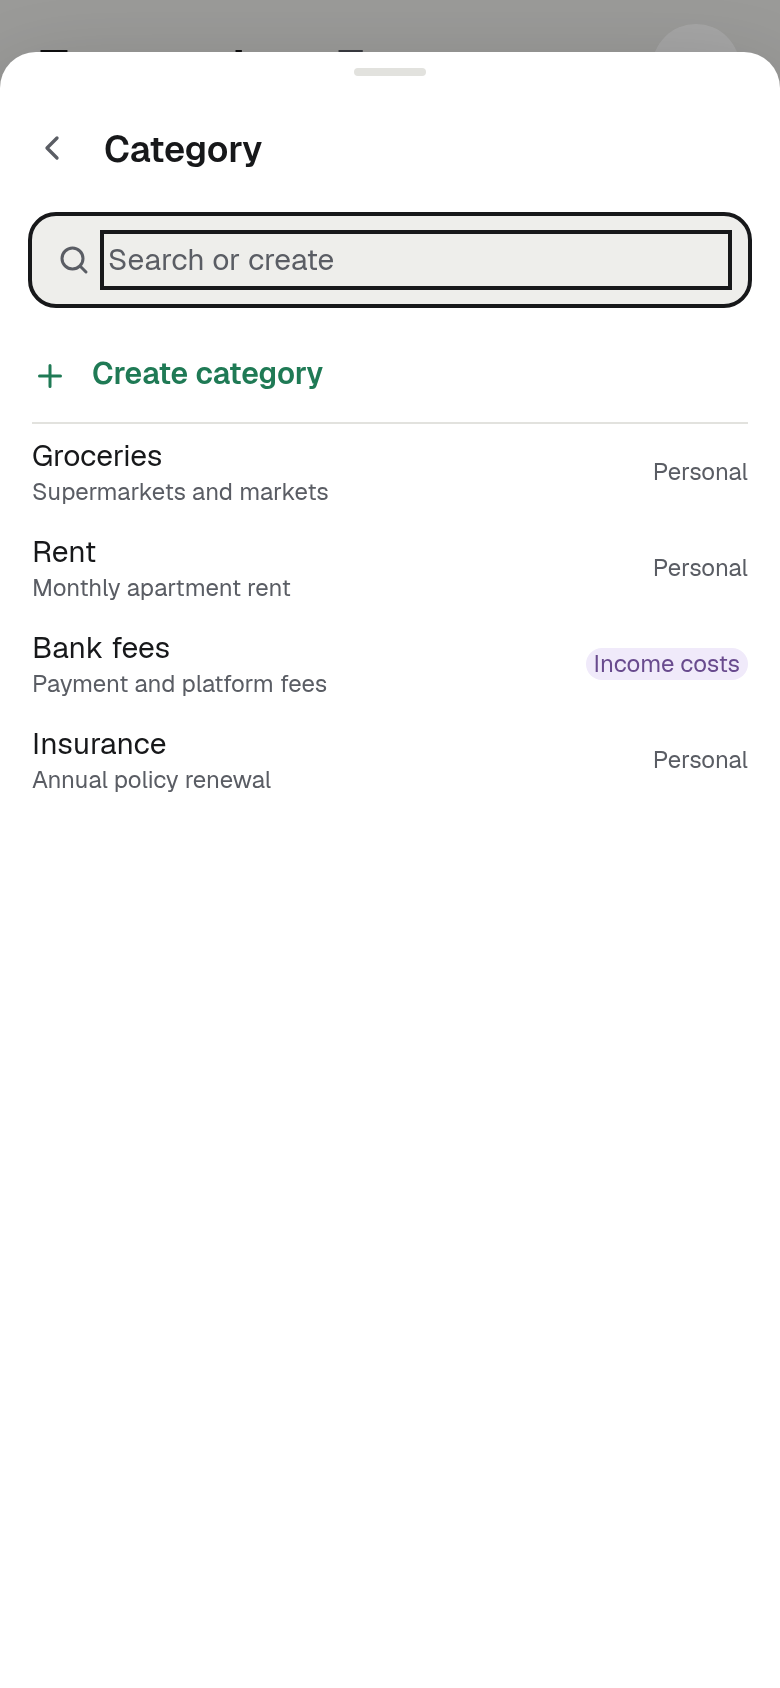 Category
Search or create
Create category
Groceries
Supermarkets and markets
Personal
Rent
Monthly apartment rent
Personal
Bank fees
Payment and platform fees
Income costs
Insurance
Annual policy renewal
Personal